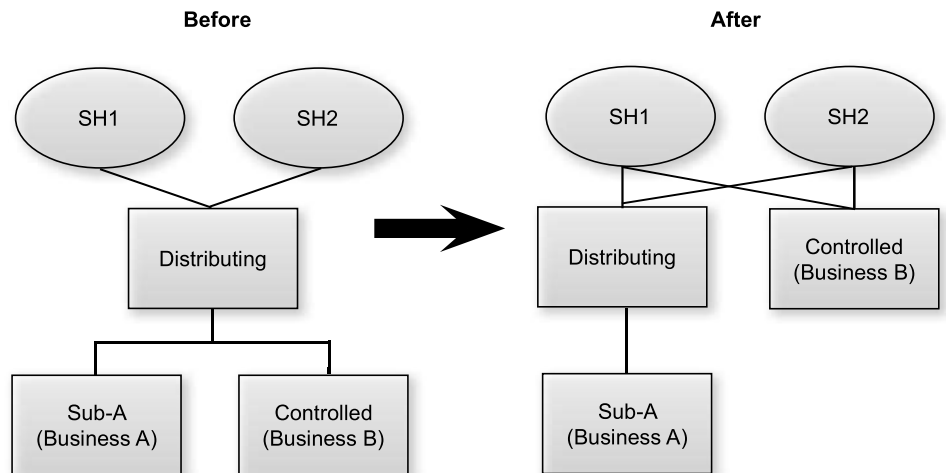 Before
After
SH1
SH2
SH1
SH2
Distributing
Distributing
Controlled
(Business B)
Sub-A
(Business A)
Controlled
(Business B)
Sub-A
(Business A)